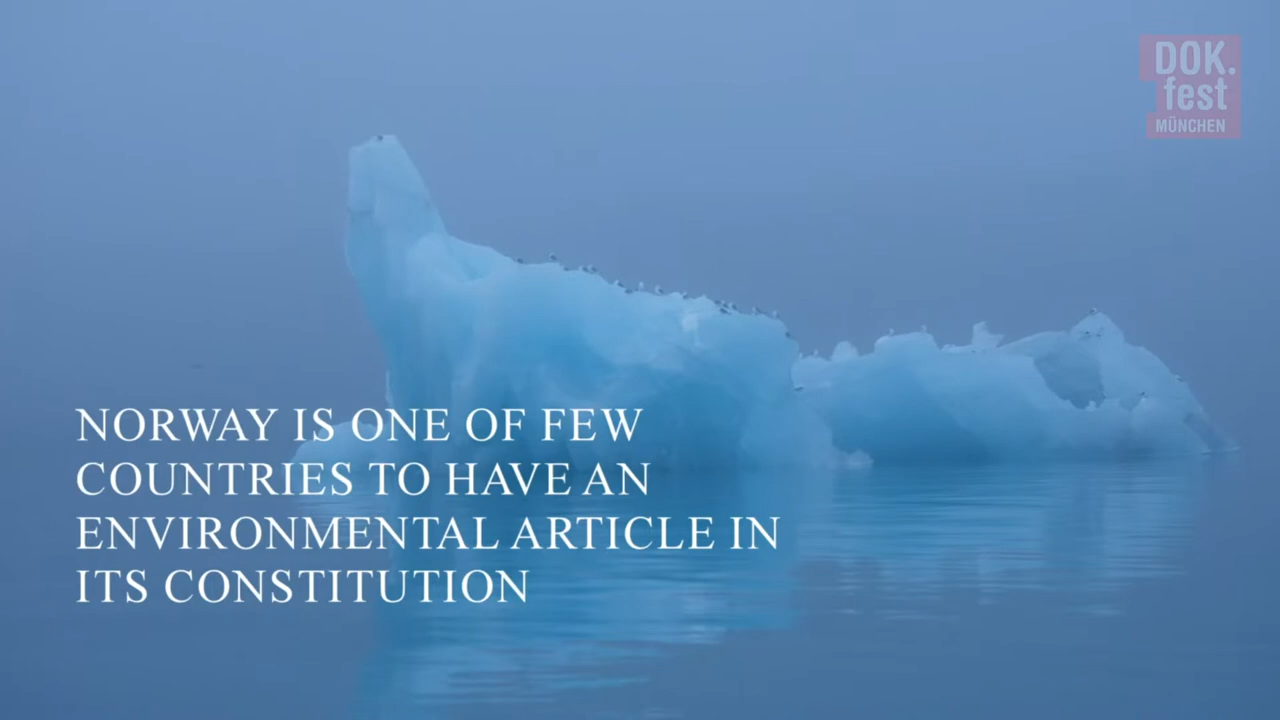 DOK.
fest
MÜNCHEN
NORWAY IS ONE OF FEW
COUNTRIES TO HAVE AN
ENVIRONMENTAL ARTICLE IN
ITS CONSTITUTION